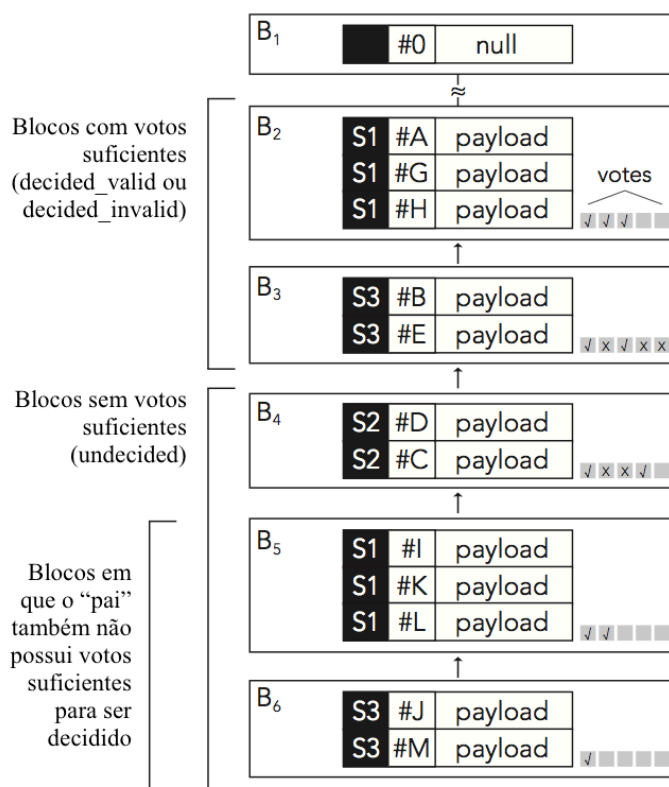 B1
#0 null
≈
Blocos com votos
suficientes
(decided_valid ou
decided_invalid)
B2
S1 #A payload
S1 #G payload
S1 #H payload
votes
√ √ √
↑
B3
S3 #B payload
S3 #E payload
√ x √ x x
↑
Blocos sem votos
suficientes
(undecided)
B4
S2 #D payload
S2 #C payload
√ x x √
↑
Blocos em
que o “pai”
também não
possui votos
suficientes
para ser
decidido
B5
S1 #I payload
S1 #K payload
S1 #L payload
√ √
↑
B6
S3 #J payload
S3 #M payload
√